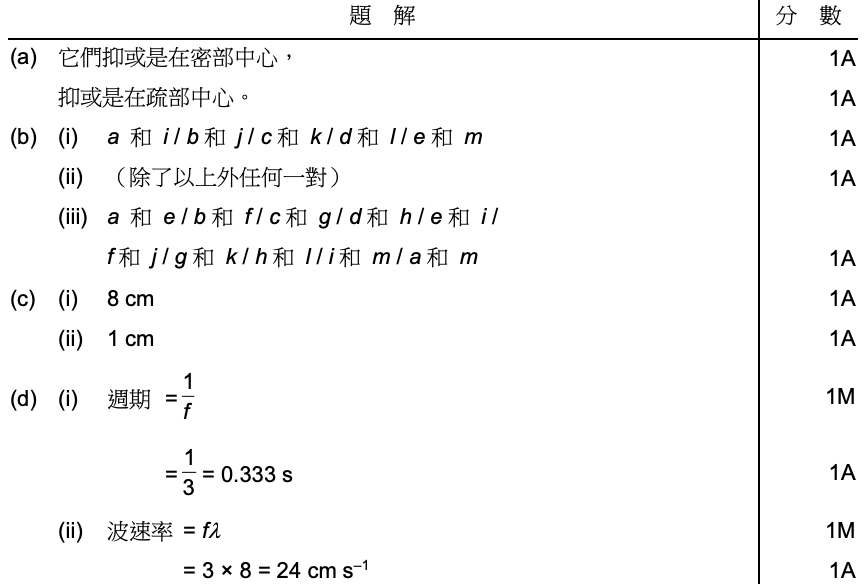 題 解 分 數
(a) 它們抑或是在密部中心， 1A
抑或是在疏部中心。 1A
(b) (i) a 和 i / b 和 j / c 和 k / d 和 l / e 和 m 1A
(ii) （除了以上外任何一對） 1A
(iii) a 和 e / b 和 f / c 和 g / d 和 h / e 和 i /
f 和 j / g 和 k / h 和 l / i 和 m / a 和 m 1A
(c) (i) 8 cm 1A
(ii) 1 cm 1A
(d) (i) 週期 = 1/f 1M
= 1/3 = 0.333 s 1A
(ii) 波速率 = fλ 1M
= 3 × 8 = 24 cm s⁻¹ 1A